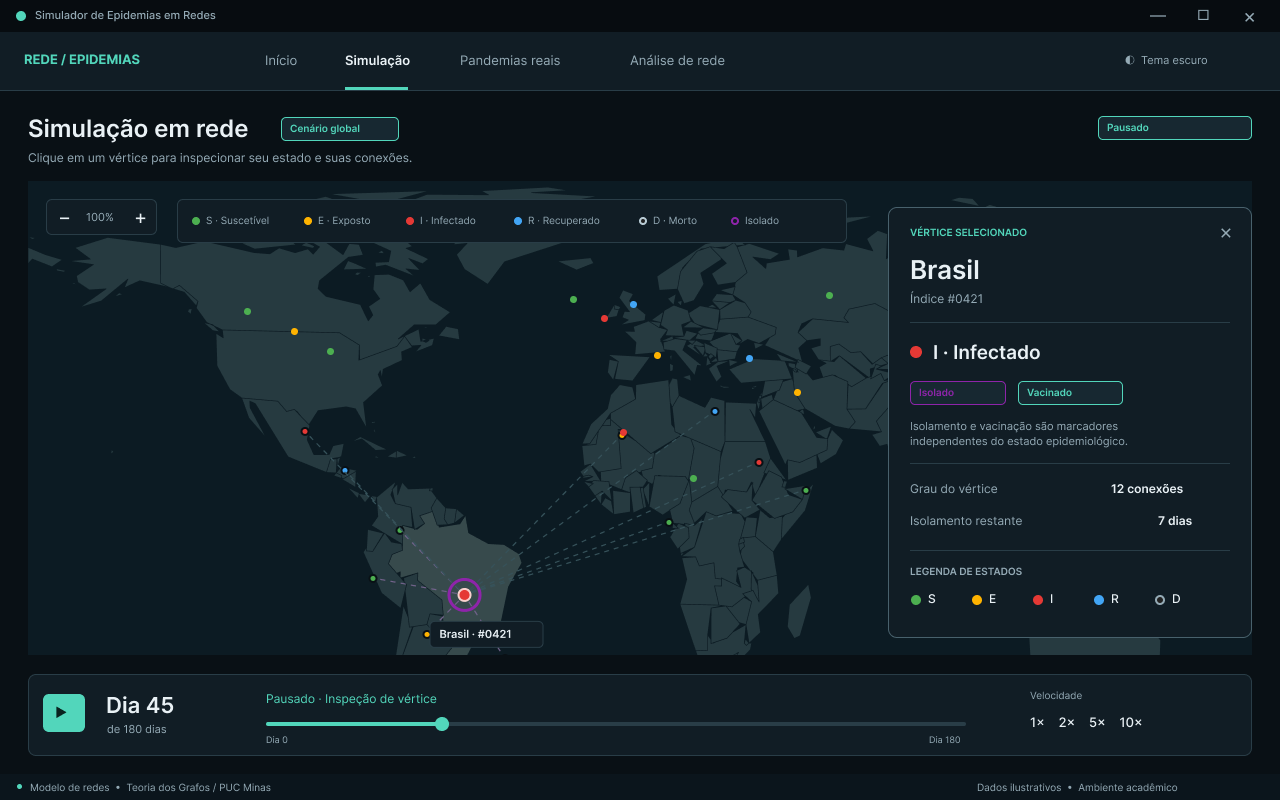 Simulador de Epidemias em Redes
REDE / EPIDEMIAS
Início
Simulação
Pandemias reais
Análise de rede
Tema escuro
Simulação em rede
Cenário global
Pausado
Clique em um vértice para inspecionar seu estado e suas conexões.
100%
S · Suscetível
E · Exposto
I · Infectado
R · Recuperado
D · Morto
Isolado
VÉRTICE SELECIONADO
Brasil
Índice #0421
I · Infectado
Isolado
Vacinado
Isolamento e vacinação são marcadores
independentes do estado epidemiológico.
Grau do vértice
12 conexões
Isolamento restante
7 dias
LEGENDA DE ESTADOS
S
E
I
R
D
Brasil · #0421
Dia 45
de 180 dias
Pausado · Inspeção de vértice
Dia 0
Dia 180
Velocidade
1× 2× 5× 10×
Modelo de redes • Teoria dos Grafos / PUC Minas
Dados ilustrativos • Ambiente acadêmico